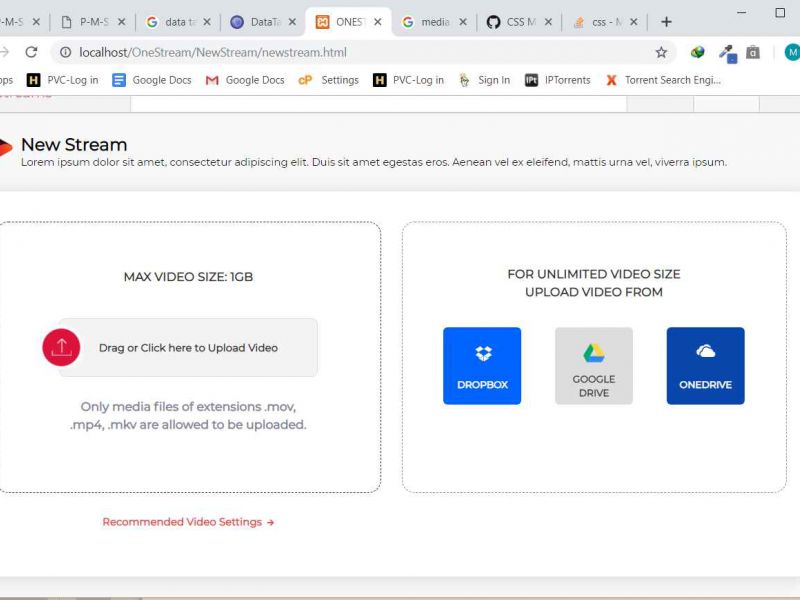 P-M-S
P-M-S
data ta
DataTa
ONES
media
CSS M
css - M
localhost/OneStream/NewStream/newstream.html
M
PVC-Log in
Google Docs
Google Docs
Settings
PVC-Log in
Sign In
IPTorrents
Torrent Search Engi...
New Stream
Lorem ipsum dolor sit amet, consectetur adipiscing elit. Duis sit amet egestas eros. Aenean vel ex eleifend, mattis urna vel, viverra ipsum.
MAX VIDEO SIZE: 1GB
Drag or Click here to Upload Video
Only media files of extensions .mov,
.mp4, .mkv are allowed to be uploaded.
Recommended Video Settings →
FOR UNLIMITED VIDEO SIZE
UPLOAD VIDEO FROM
DROPBOX
GOOGLE
DRIVE
ONEDRIVE